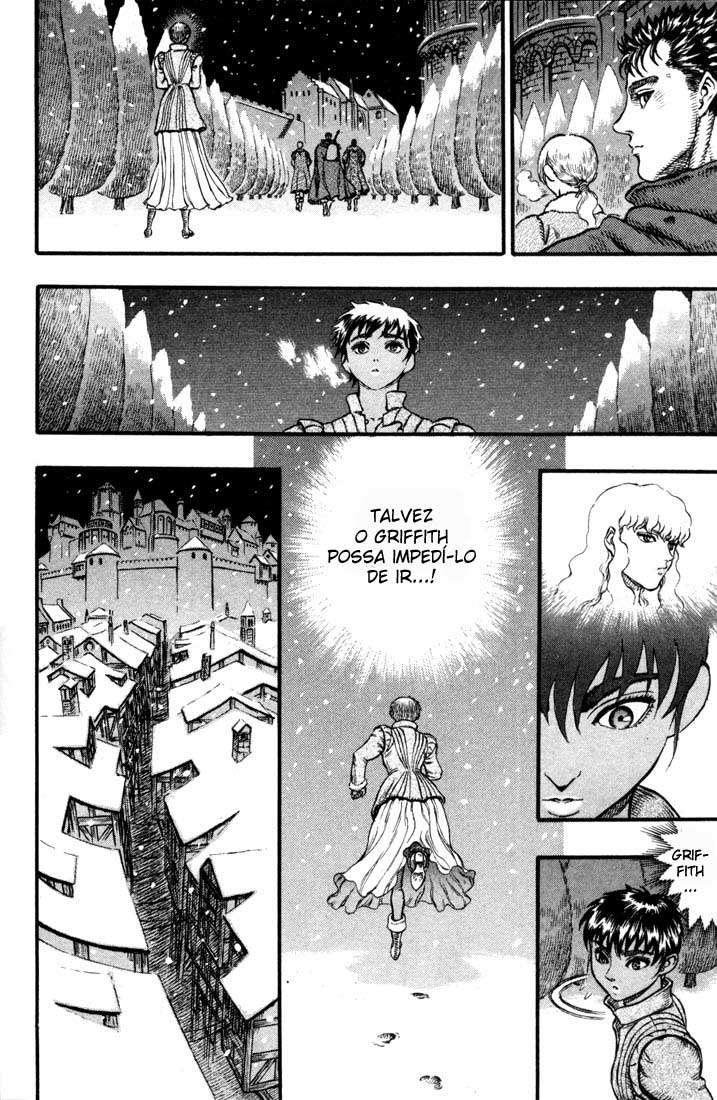 GRIF-
FITH
...
TALVEZ
O GRIFFITH
POSSA IMPEDÍ-LO
DE IR...!